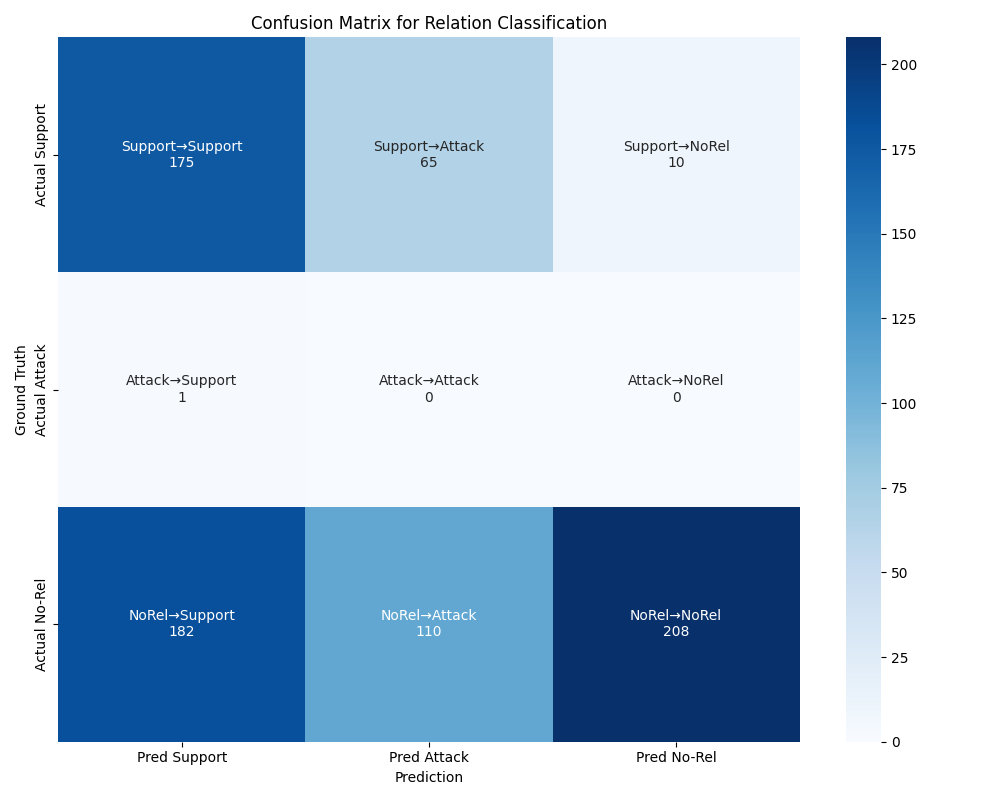 Confusion Matrix for Relation Classification
Ground Truth
Actual Support
Actual Attack
Actual No-Rel
Support→Support
175
Support→Attack
65
Support→NoRel
10
Attack→Support
1
Attack→Attack
0
Attack→NoRel
0
NoRel→Support
182
NoRel→Attack
110
NoRel→NoRel
208
Pred Support
Pred Attack
Pred No-Rel
Prediction
200
175
150
125
100
75
50
25
0